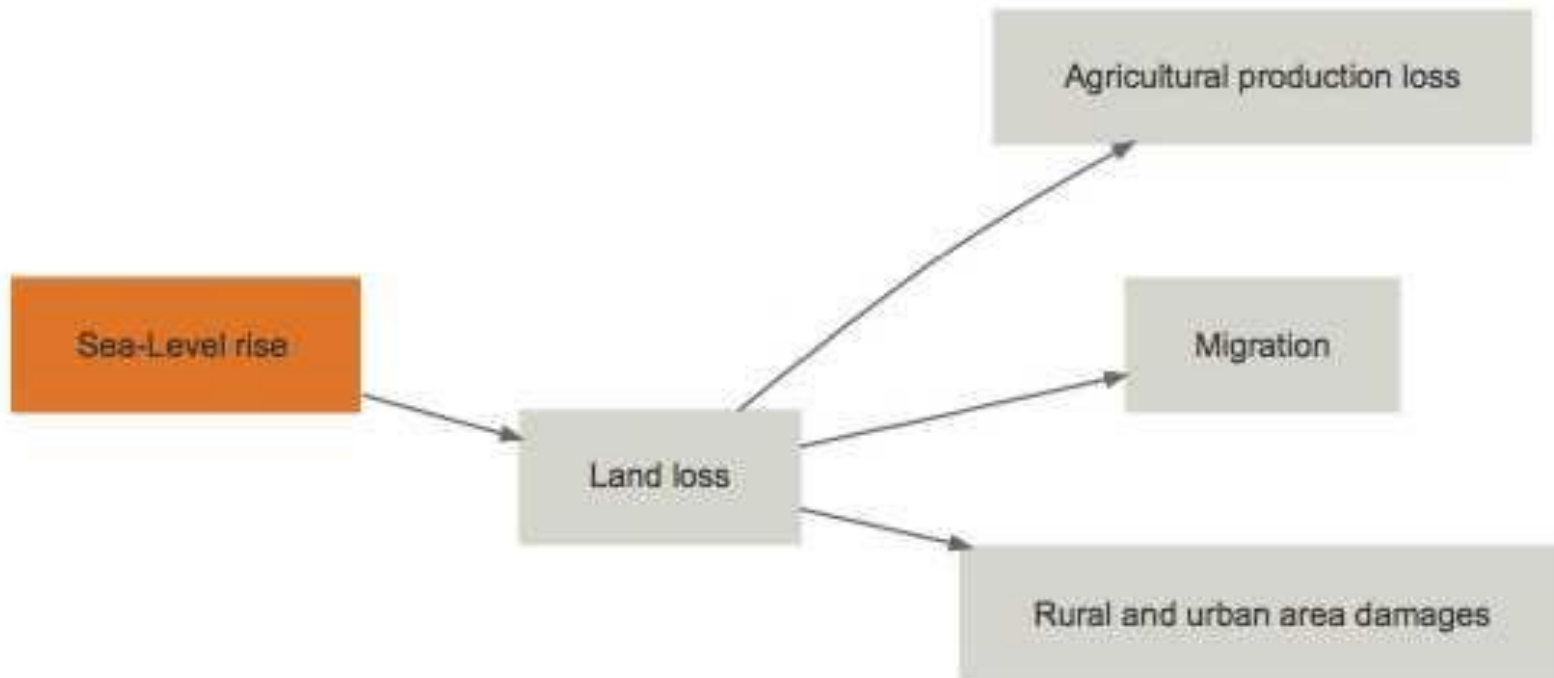 Agricultural production loss
Sea-Level rise
Migration
Land loss
Rural and urban area damages